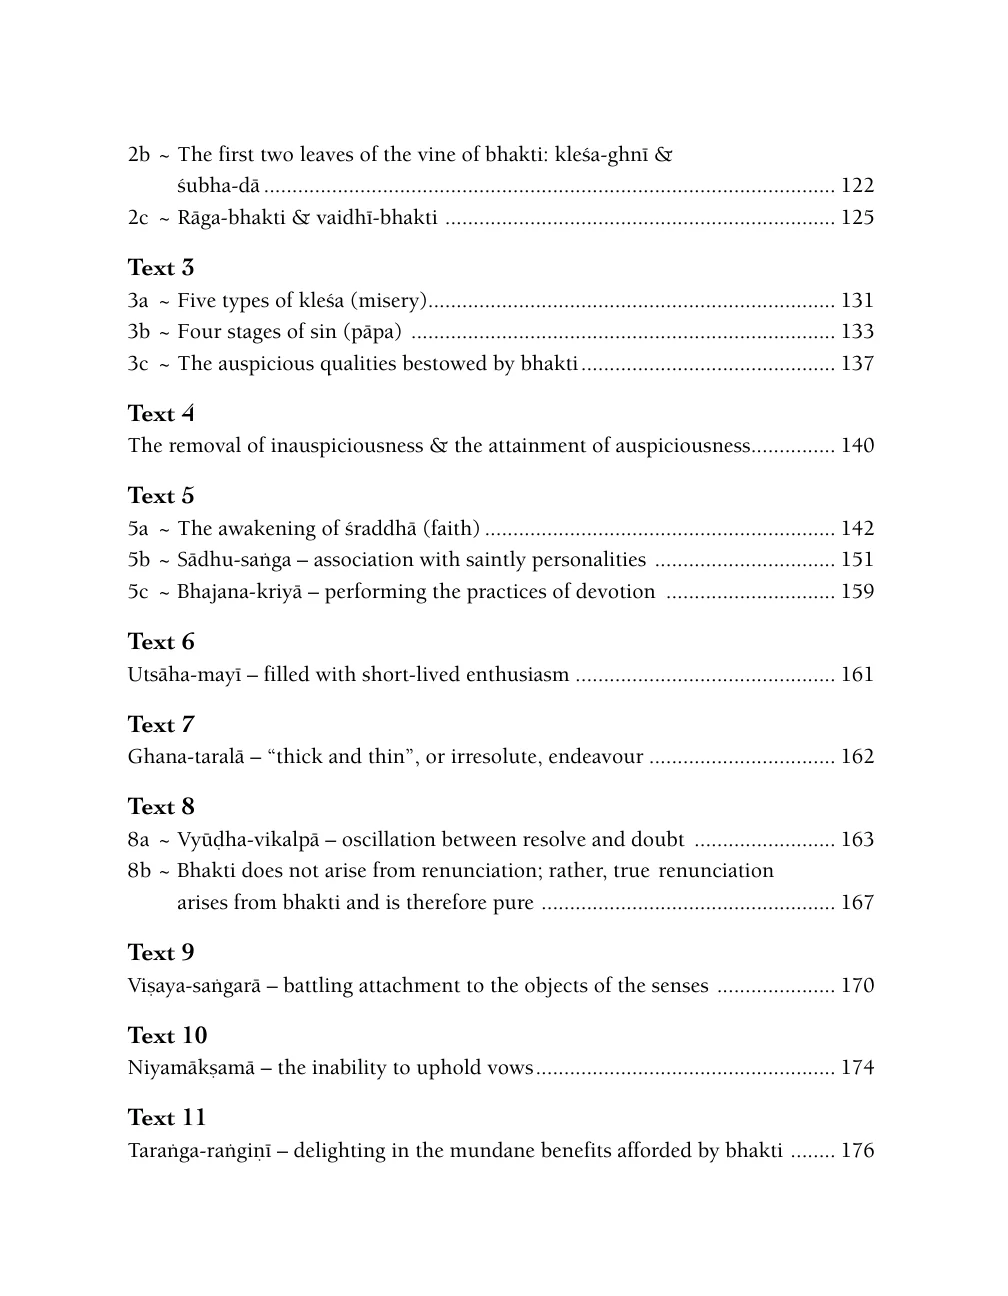 2b ~ The first two leaves of the vine of bhakti: kleśa-ghnī &
śubha-dā ........................................................................................................ 122
2c ~ Rāga-bhakti & vaidhī-bhakti ...................................................................... 125
Text 3
3a ~ Five types of kleśa (misery)......................................................................... 131
3b ~ Four stages of sin (pāpa) ............................................................................ 133
3c ~ The auspicious qualities bestowed by bhakti............................................. 137
Text 4
The removal of inauspiciousness & the attainment of auspiciousness............... 140
Text 5
5a ~ The awakening of śraddhā (faith) ............................................................... 142
5b ~ Sādhu-saṅga – association with saintly personalities ................................ 151
5c ~ Bhajana-kriyā – performing the practices of devotion .............................. 159
Text 6
Utsāha-mayī – filled with short-lived enthusiasm .............................................. 161
Text 7
Ghana-taralā – “thick and thin”, or irresolute, endeavour ................................. 162
Text 8
8a ~ Vyūḍha-vikalpā – oscillation between resolve and doubt ......................... 163
8b ~ Bhakti does not arise from renunciation; rather, true renunciation
arises from bhakti and is therefore pure .................................................... 167
Text 9
Viṣaya-saṅgarā – battling attachment to the objects of the senses ..................... 170
Text 10
Niyamākṣamā – the inability to uphold vows..................................................... 174
Text 11
Taraṅga-raṅgiṇī – delighting in the mundane benefits afforded by bhakti ........ 176